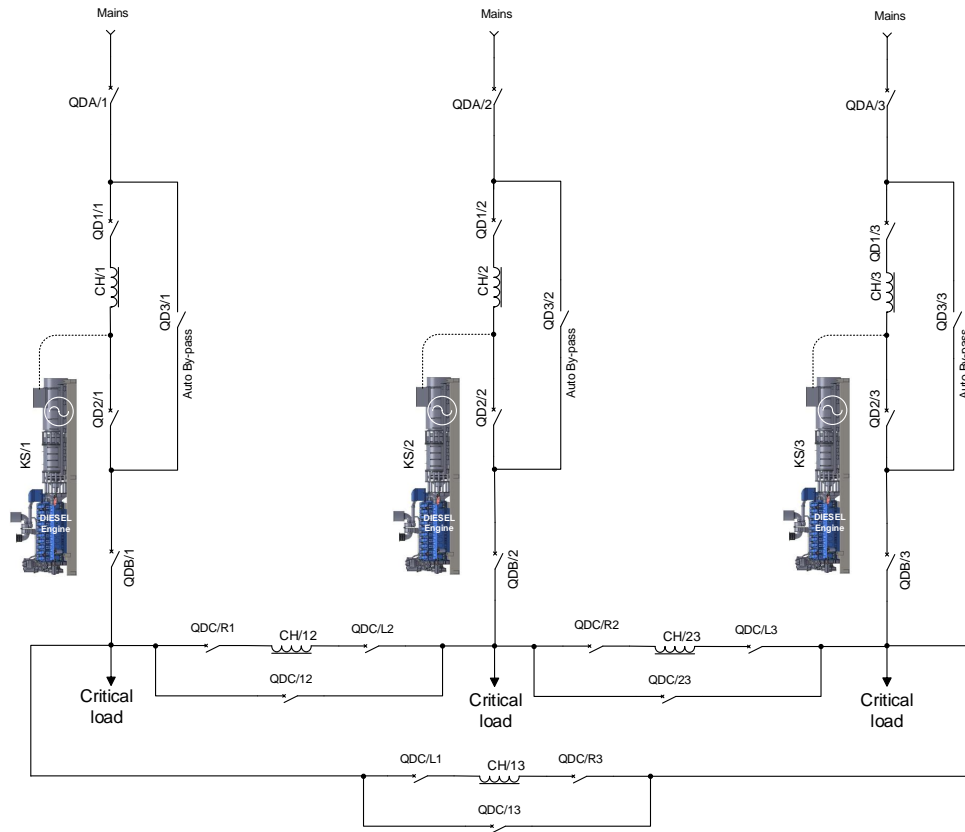 Mains
Mains
Mains
QDA/1
QDA/2
QDA/3
QD1/1
QD1/2
QD1/3
CH/1
CH/2
CH/3
QD3/1
Auto By-pass
QD3/2
Auto By-pass
QD3/3
Auto By-pass
QD2/1
QD2/2
QD2/3
KS/1
KS/2
KS/3
DIESEL
Engine
DIESEL
Engine
DIESEL
Engine
QDB/1
QDB/2
QDB/3
QDC/R1
CH/12
QDC/L2
QDC/R2
CH/23
QDC/L3
QDC/12
QDC/23
Critical
load
Critical
load
Critical
load
QDC/L1
CH/13
QDC/R3
QDC/13